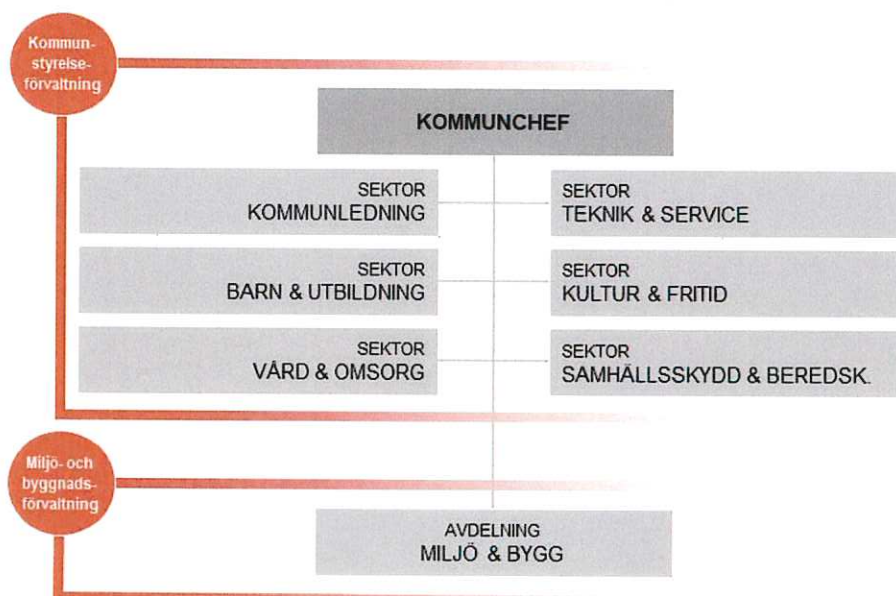 Kommun-
styrelse-
förvaltning
KOMMUNCHEF
SEKTOR
KOMMUNLEDNING
SEKTOR
TEKNIK & SERVICE
SEKTOR
BARN & UTBILDNING
SEKTOR
KULTUR & FRITID
SEKTOR
VÅRD & OMSORG
SEKTOR
SAMHÄLLSSKYDD & BEREDSK.
Miljö- och
byggnads-
förvaltning
AVDELNING
MILJÖ & BYGG